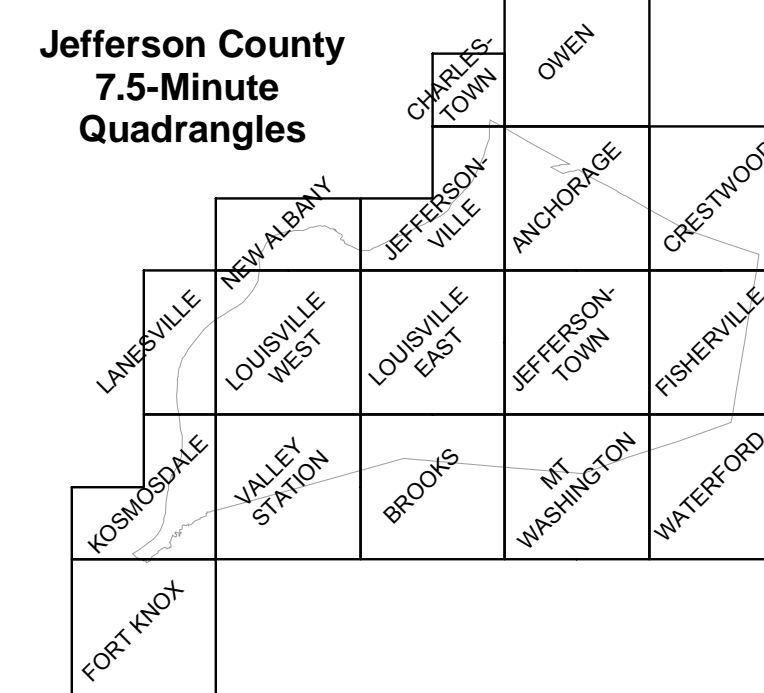 Jefferson County
7.5-Minute
Quadrangles
CHARLES-
TOWN
OWEN
NEW ALBANY
JEFFERSON-
VILLE
ANCHORAGE
CRESTWOOD
LANESVILLE
LOUISVILLE
WEST
LOUISVILLE
EAST
JEFFERSON-
TOWN
FISHERVILLE
KOSMOSDALE
VALLEY
STATION
BROOKS
MT
WASHINGTON
WATERFORD
FORT KNOX